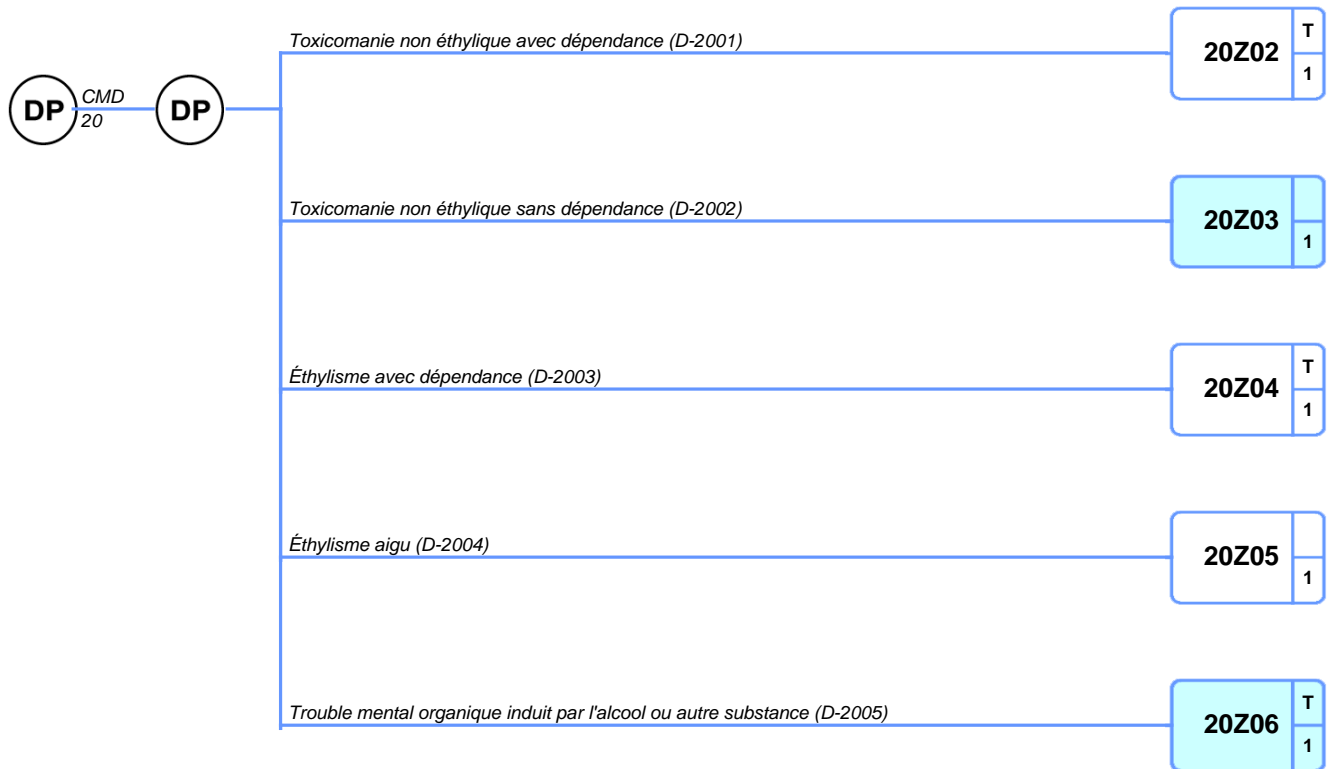 Toxicomanie non éthylique avec dépendance (D-2001)
20Z02
T
1
DP
CMD
20
DP
Toxicomanie non éthylique sans dépendance (D-2002)
20Z03
1
Éthylisme avec dépendance (D-2003)
20Z04
T
1
Éthylisme aigu (D-2004)
20Z05
1
Trouble mental organique induit par l'alcool ou autre substance (D-2005)
20Z06
T
1